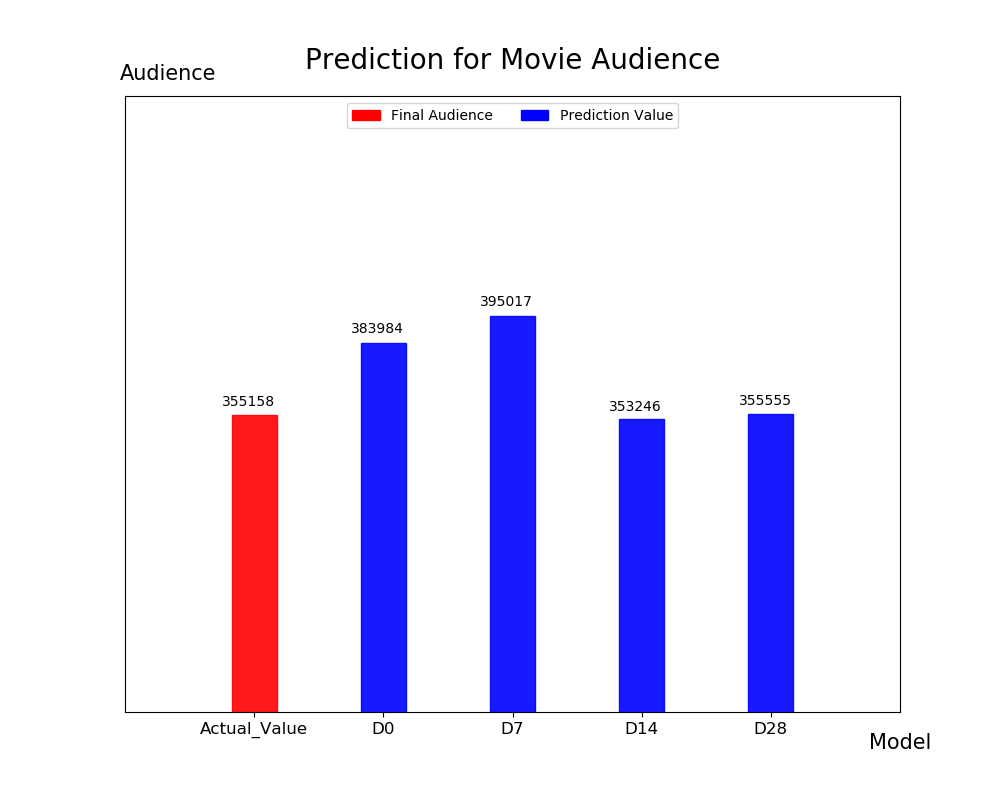 Prediction for Movie Audience
Audience
Final Audience
Prediction Value
395017
383984
355158
353246
355555
Actual_Value
D0
D7
D14
D28
Model